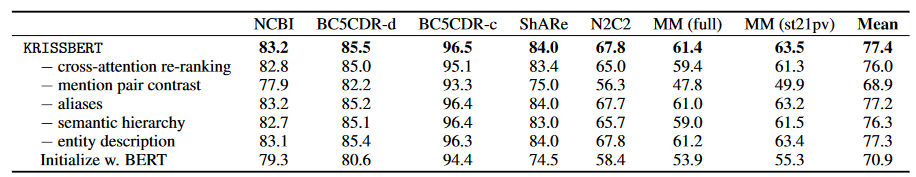 NCBI BC5CDR-d BC5CDR-c ShARe N2C2 MM (full) MM (st21pv) Mean
KRISSBERT 83.2 85.5 96.5 84.0 67.8 61.4 63.5 77.4
− cross-attention re-ranking 82.8 85.0 95.1 83.4 65.0 59.4 61.3 76.0
− mention pair contrast 77.9 82.2 93.3 75.0 56.3 47.8 49.9 68.9
− aliases 83.2 85.2 96.4 84.0 67.7 61.0 63.2 77.2
− semantic hierarchy 82.7 85.1 96.4 83.0 65.7 59.0 61.5 76.3
− entity description 83.1 85.4 96.3 84.0 67.8 61.2 63.4 77.3
Initialize w. BERT 79.3 80.6 94.4 74.5 58.4 53.9 55.3 70.9